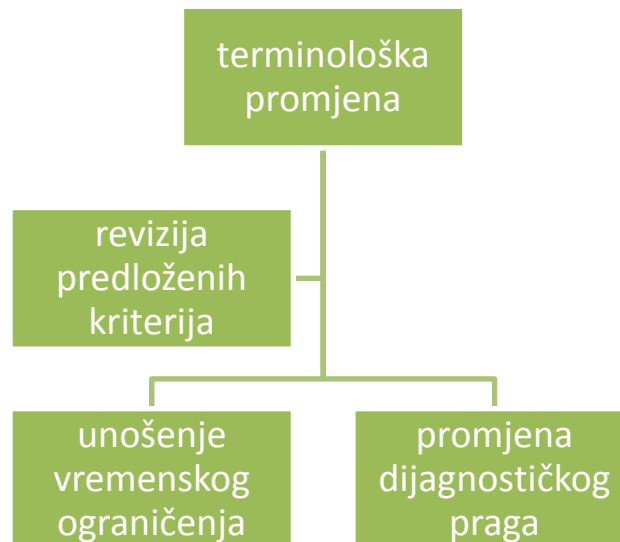 terminološka
promjena
revizija
predloženih
kriterija
unošenje
vremenskog
ograničenja
promjena
dijagnostičkog
praga